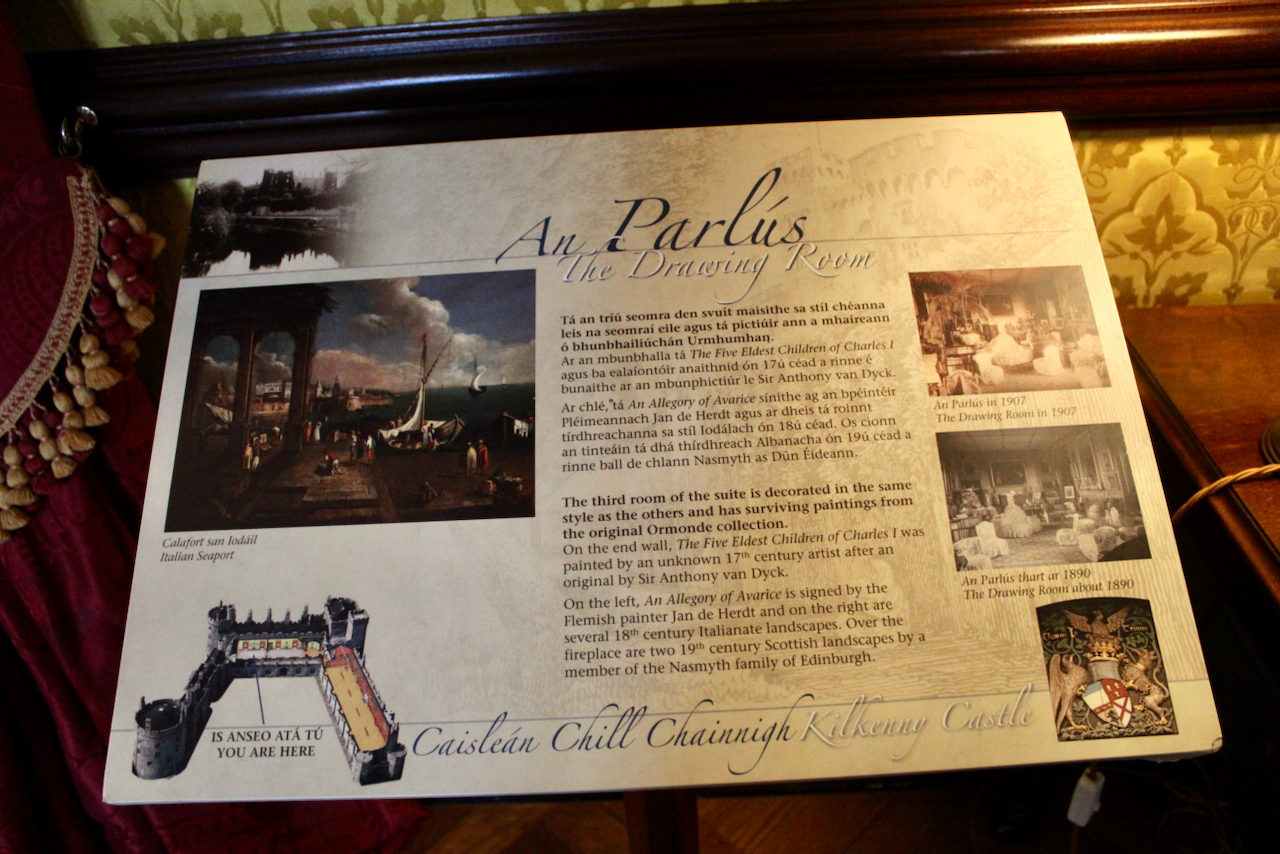 An Parlús
The Drawing Room
Tá an tríú seomra den svuít maisithe sa stíl chéanna
leis na seomraí eile agus tá pictiúir ann a mhaireann
ó bhunbhailiúchán Urmhumhan.
Ar an mbunbhalla tá The Five Eldest Children of Charles I
agus ba ealaíontóir anaithnid ón 17ú céad a rinne é
bunaithe ar an mbunphictiúr le Sir Anthony van Dyck.
Ar chlé, tá An Allegory of Avarice sínithe ag an bpéintéir
Pléimeannach Jan de Herdt agus ar dheis tá roinnt
tírdhreachanna sa stíl Iodálach ón 18ú céad. Os cionn
an tinteáin tá dhá thírdhreach Albanacha ón 19ú céad a
rinne ball de chlann Nasmyth as Dún Éideann.
The third room of the suite is decorated in the same
style as the others and has surviving paintings from
the original Ormonde collection.
On the end wall, The Five Eldest Children of Charles I was
painted by an unknown 17th century artist after an
original by Sir Anthony van Dyck.
On the left, An Allegory of Avarice is signed by the
Flemish painter Jan de Herdt and on the right are
several 18th century Italianate landscapes. Over the
fireplace are two 19th century Scottish landscapes by a
member of the Nasmyth family of Edinburgh.
Calafort san Iodáil
Italian Seaport
An Parlús in 1907
The Drawing Room in 1907
An Parlús thart ar 1890
The Drawing Room about 1890
IS ANSEO ATÁ TÚ
YOU ARE HERE
Caisleán Chill Chainnigh Kilkenny Castle